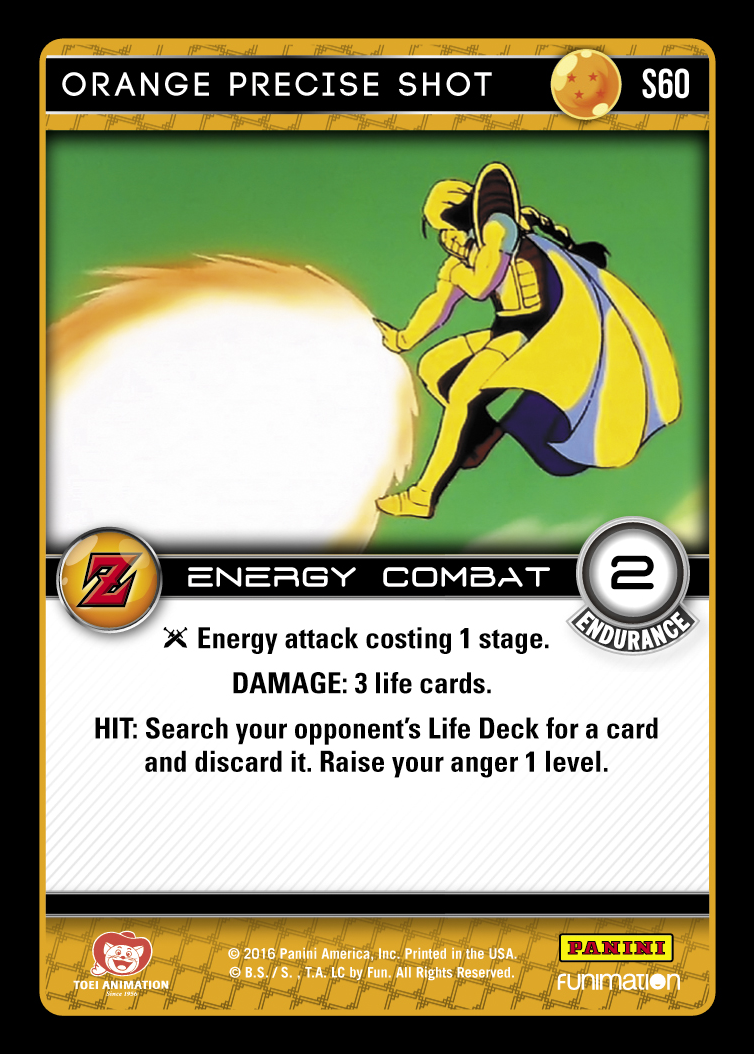 ORANGE PRECISE SHOT
S60
Z
ENERGY COMBAT
2
ENDURANCE
Energy attack costing 1 stage.
DAMAGE: 3 life cards.
HIT: Search your opponent's Life Deck for a card
and discard it. Raise your anger 1 level.
TOEI ANIMATION
Since 1956
© 2016 Panini America, Inc. Printed in the USA.
© B.S. / S. , T.A. LC by Fun. All Rights Reserved.
PANINI
FUNIMATION